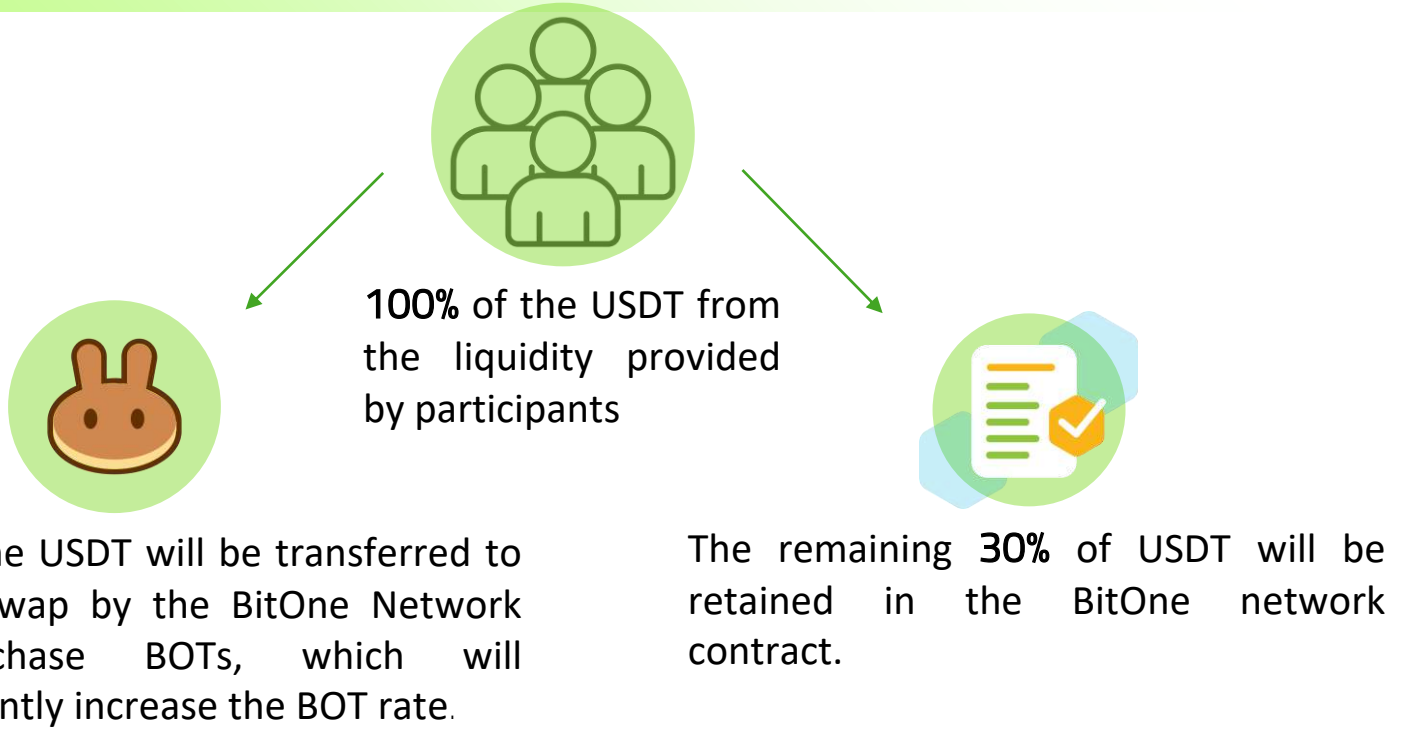 100% of the USDT from
the liquidity provided
by participants
ne USDT will be transferred to
wap by the BitOne Network
chase BOTs, which will
ntly increase the BOT rate.
The remaining 30% of USDT will be
retained in the BitOne network
contract.